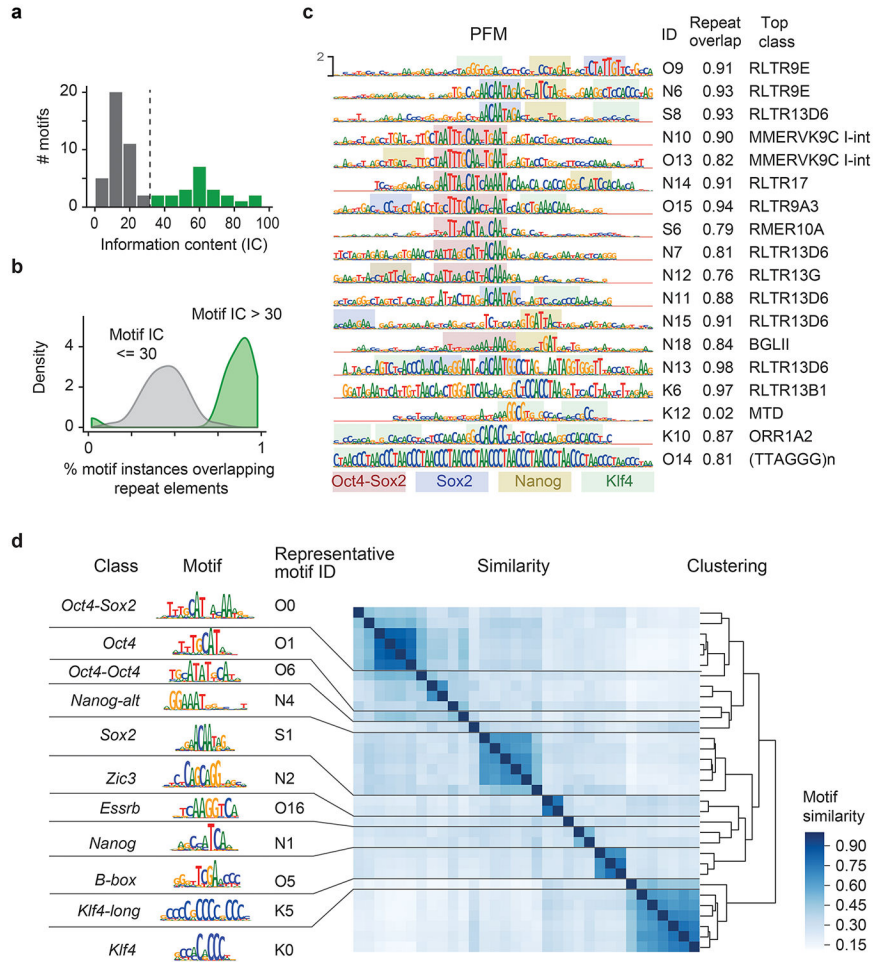 a
# motifs
20
10
0
0 20 40 60 80 100
Information content (IC)
b
Motif IC > 30
Motif IC
<= 30
Density
4
2
0
0 1
% motif instances overlapping
repeat elements
c
PFM
ID Repeat overlap Top class
2
O9 0.91 RLTR9E
N6 0.93 RLTR9E
S8 0.93 RLTR13D6
N10 0.90 MMERVK9C I-int
O13 0.82 MMERVK9C I-int
N14 0.91 RLTR17
O15 0.94 RLTR9A3
S6 0.79 RMER10A
N7 0.81 RLTR13D6
N12 0.76 RLTR13G
N11 0.88 RLTR13D6
N15 0.91 RLTR13D6
N18 0.84 BGLII
N13 0.98 RLTR13D6
K6 0.97 RLTR13B1
K12 0.02 MTD
K10 0.87 ORR1A2
O14 0.81 (TTAGGG)n
Oct4-Sox2 Sox2 Nanog Klf4
d
Class Motif Representative motif ID Similarity Clustering
Oct4-Sox2 O0
Oct4 O1
Oct4-Oct4 O6
Nanog-alt N4
Sox2 S1
Zic3 N2
Essrb O16
Nanog N1
B-box O5
Klf4-long K5
Klf4 K0
Motif
similarity
0.90
0.75
0.60
0.45
0.30
0.15